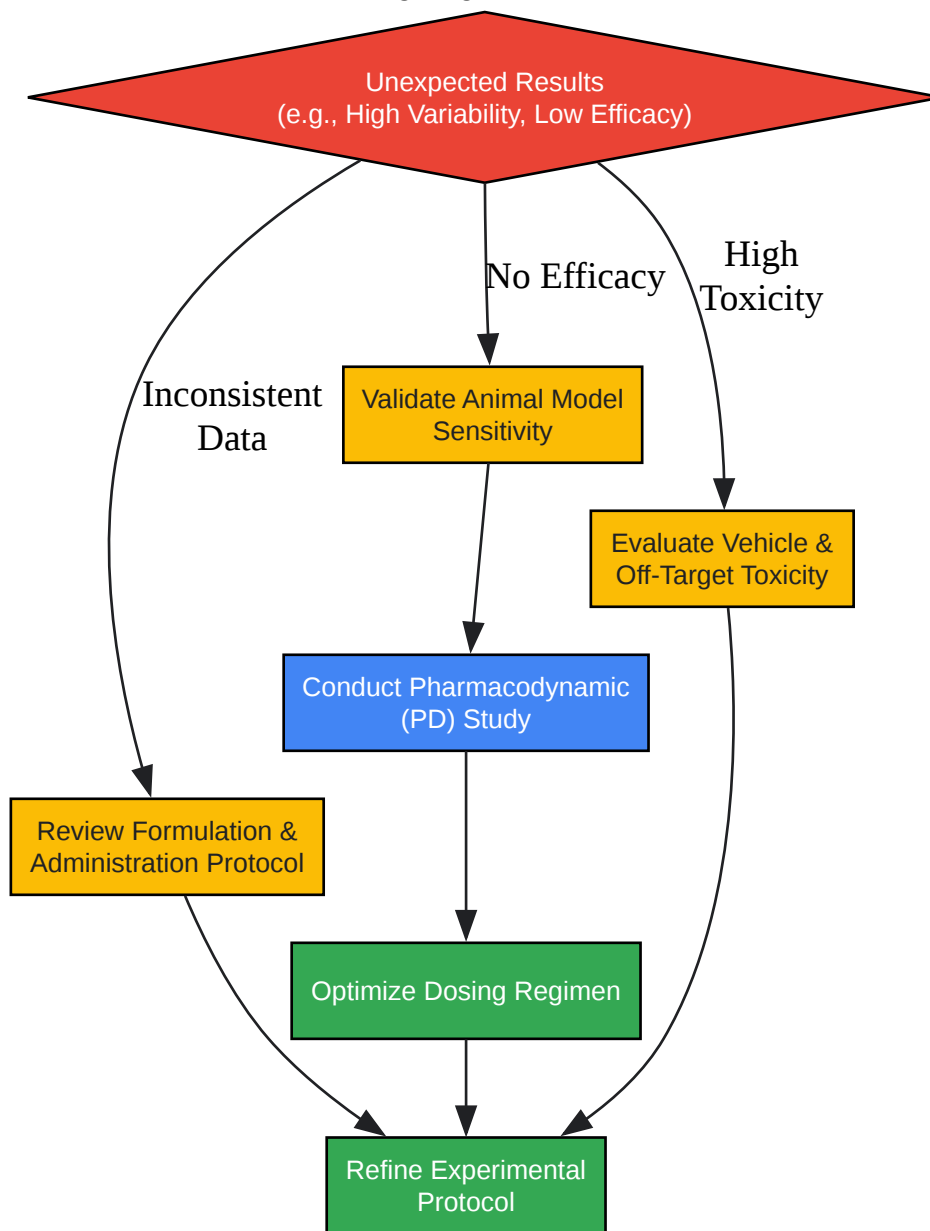 Unexpected Results
(e.g., High Variability, Low Efficacy)
High
Toxicity
No Efficacy
Inconsistent
Data
Validate Animal Model
Sensitivity
Evaluate Vehicle &
Off-Target Toxicity
Conduct Pharmacodynamic
(PD) Study
Review Formulation &
Administration Protocol
Optimize Dosing Regimen
Refine Experimental
Protocol